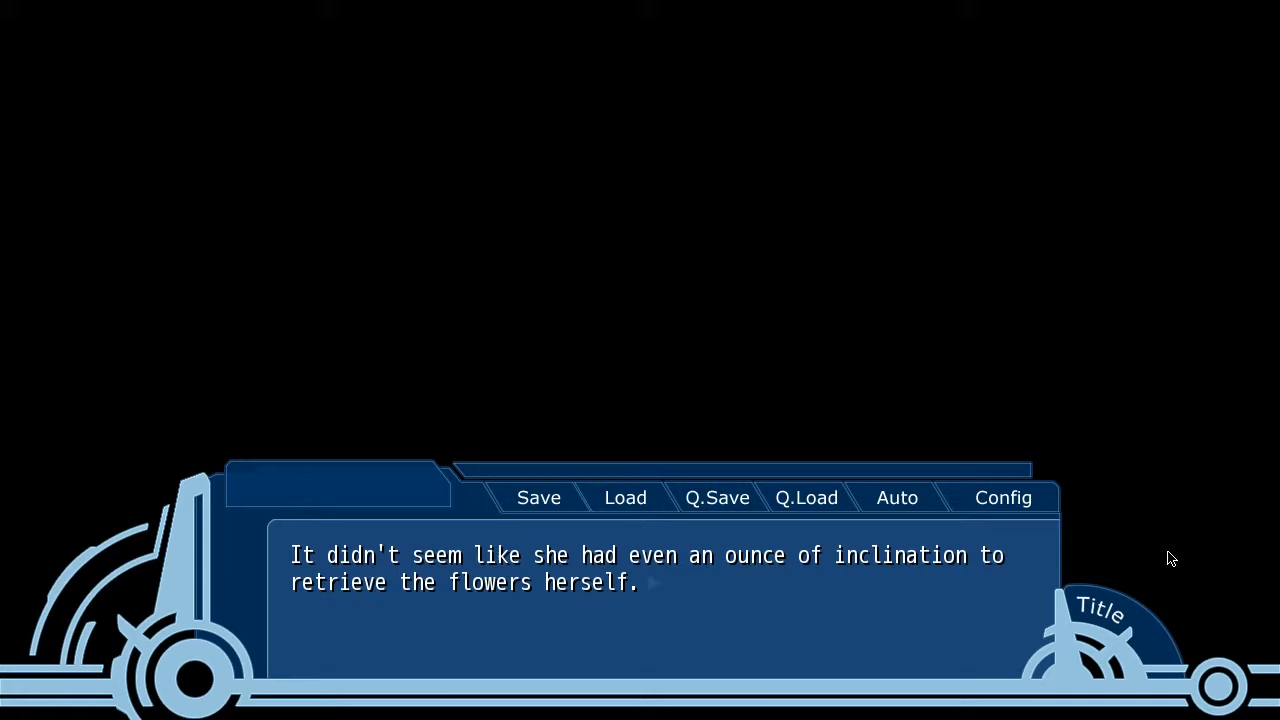 Save Load Q.Save Q.Load Auto Config
It didn't seem like she had even an ounce of inclination to
retrieve the flowers herself.
Title